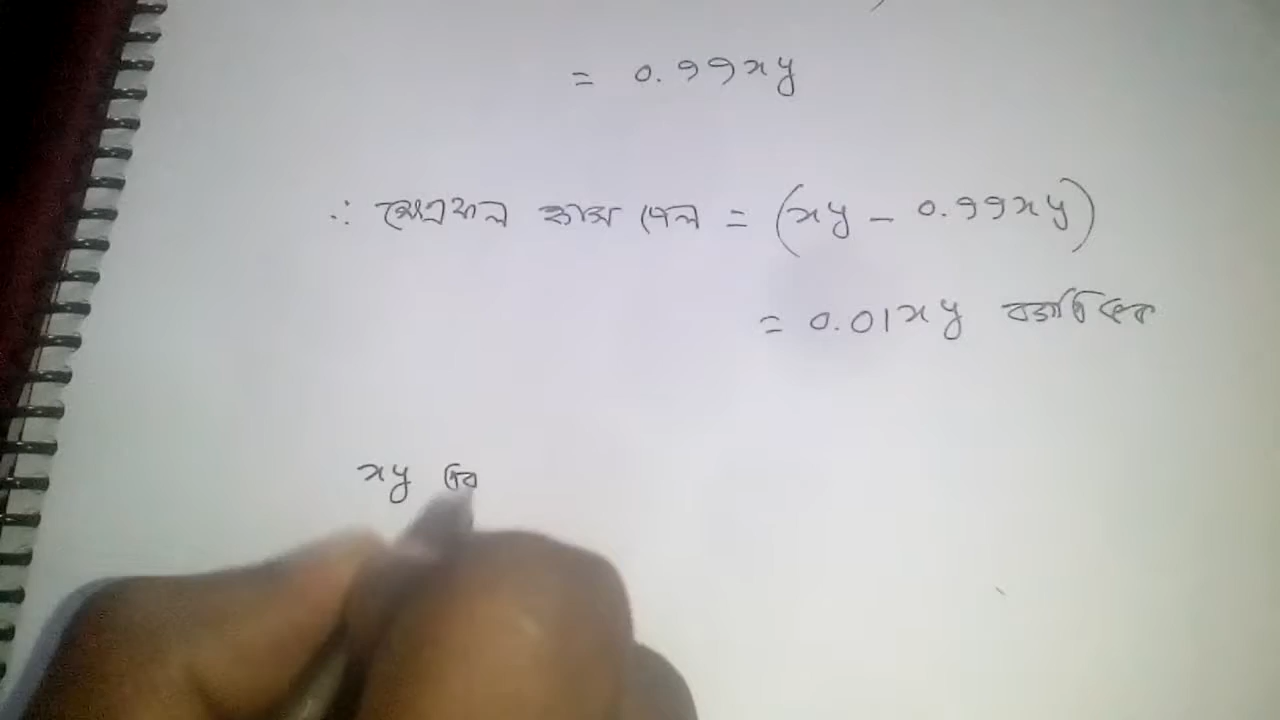 = 0.99xy
∴ ক্ষেত্রফল হ্রাস পেল = (xy - 0.99xy)
= 0.01xy বর্গএকক
xy